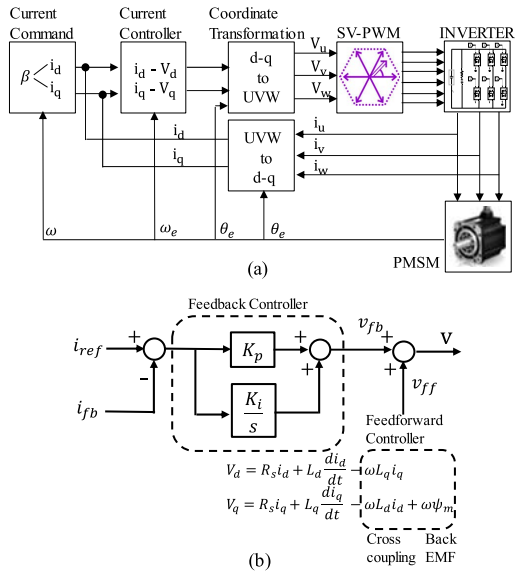 Current Command
Current Controller
Coordinate Transformation
SV-PWM
INVERTER
β
i_d
i_q
i_d - V_d
i_q - V_q
d-q
to
UVW
V_u
V_v
V_w
i_d
i_q
UVW
to
d-q
i_u
i_v
i_w
ω
ω_e
θ_e
θ_e
PMSM
(a)
Feedback Controller
i_ref
+
-
i_fb
K_p
K_i
s
+
+
v_fb
+
+
V
v_ff
Feedforward
Controller
V_d = R_s i_d + L_d di_d/dt - ωL_q i_q
V_q = R_s i_q + L_q di_q/dt - ωL_d i_d + ωψ_m
Cross coupling
Back EMF
(b)